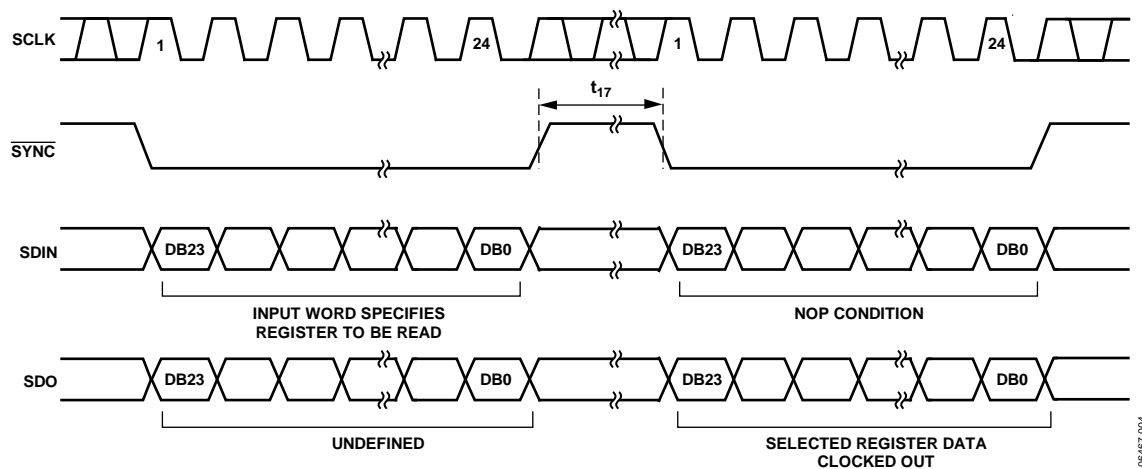 SCLK
1
24
1
24
t17
SYNC
SDIN
DB23
DB0
DB23
DB0
INPUT WORD SPECIFIES
REGISTER TO BE READ
NOP CONDITION
SDO
DB23
DB0
DB23
DB0
UNDEFINED
SELECTED REGISTER DATA
CLOCKED OUT